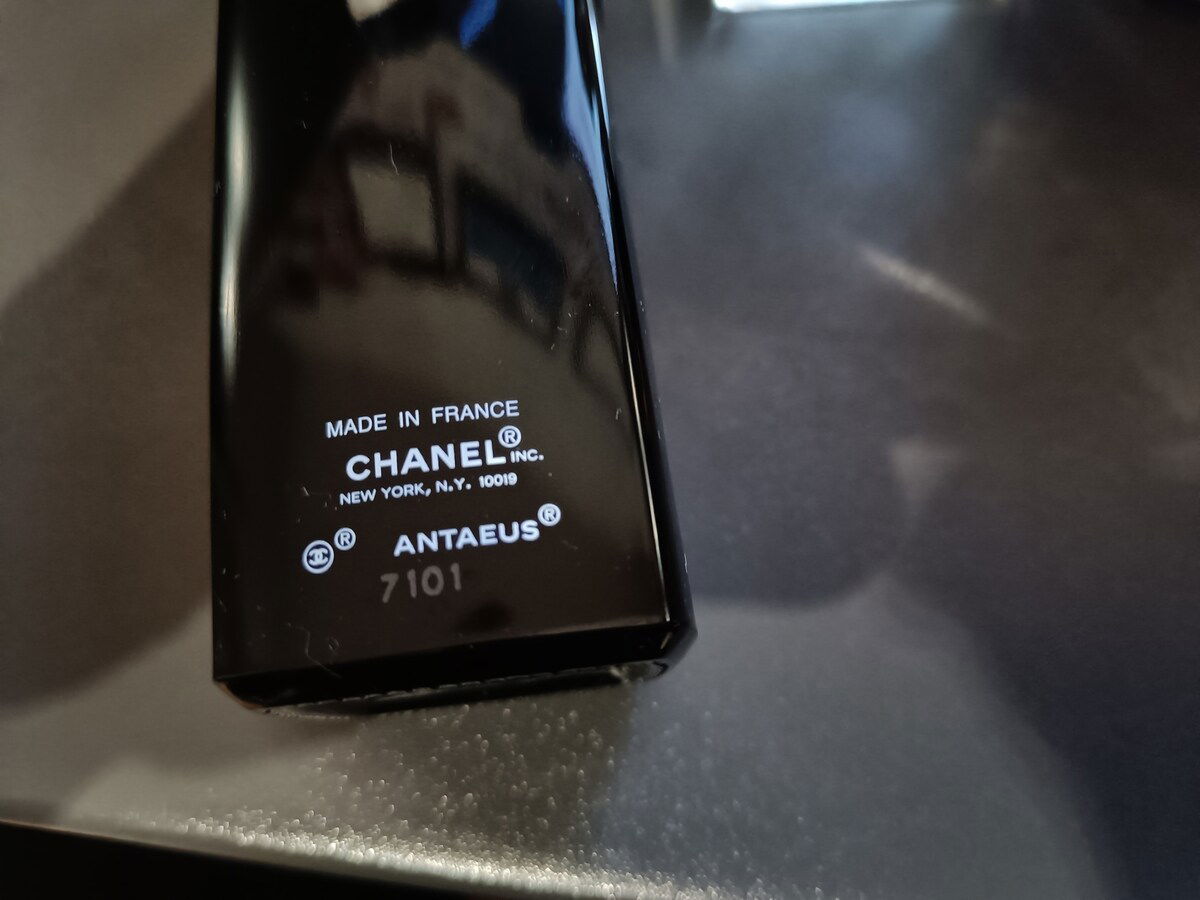 MADE IN FRANCE
CHANEL® INC.
NEW YORK, N.Y. 10019
® ANTAEUS®
7101